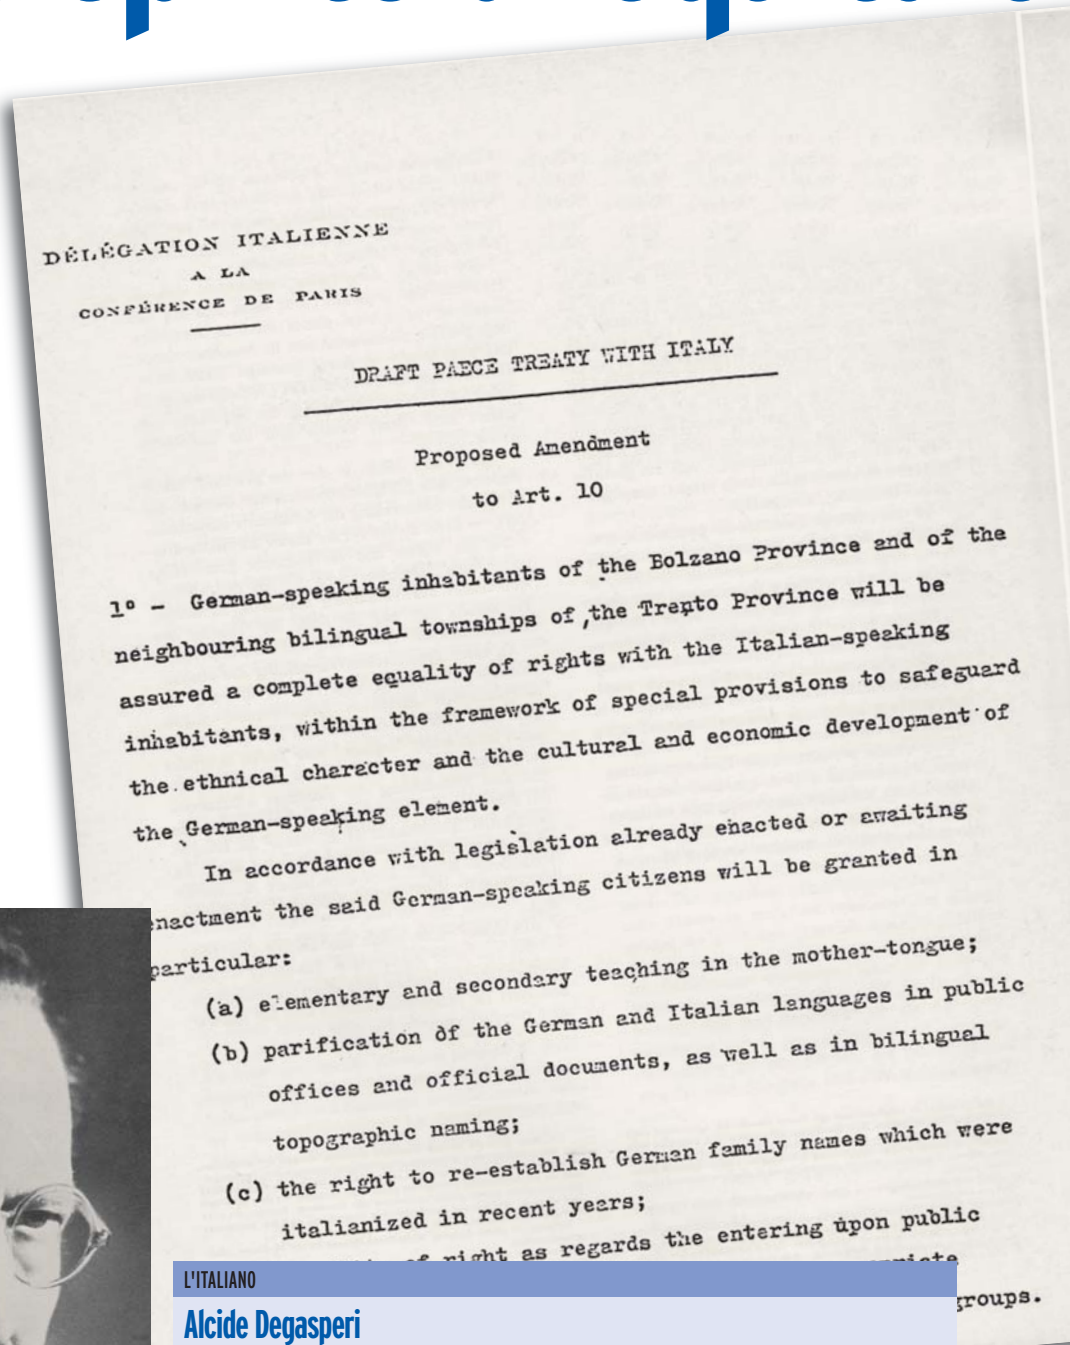 DÉLÉGATION ITALIENNE
A LA
CONFÉRENCE DE PARIS
DRAFT PAECE TREATY WITH ITALY
Proposed Amendment
to Art. 10
1º - German-speaking inhabitants of the Bolzano Province and of the
neighbouring bilingual townships of the Trento Province will be
assured a complete equality of rights with the Italian-speaking
inhabitants, within the framework of special provisions to safeguard
the ethnical character and the cultural and economic development of
the German-speaking element.
In accordance with legislation already enacted or awaiting
enactment the said German-speaking citizens will be granted in
particular:
(a) elementary and secondary teaching in the mother-tongue;
(b) parification of the German and Italian languages in public
offices and official documents, as well as in bilingual
topographic naming;
(c) the right to re-establish German family names which were
italianized in recent years;
of right as regards the entering upon public
groups.
L'ITALIANO
Alcide Degasperi